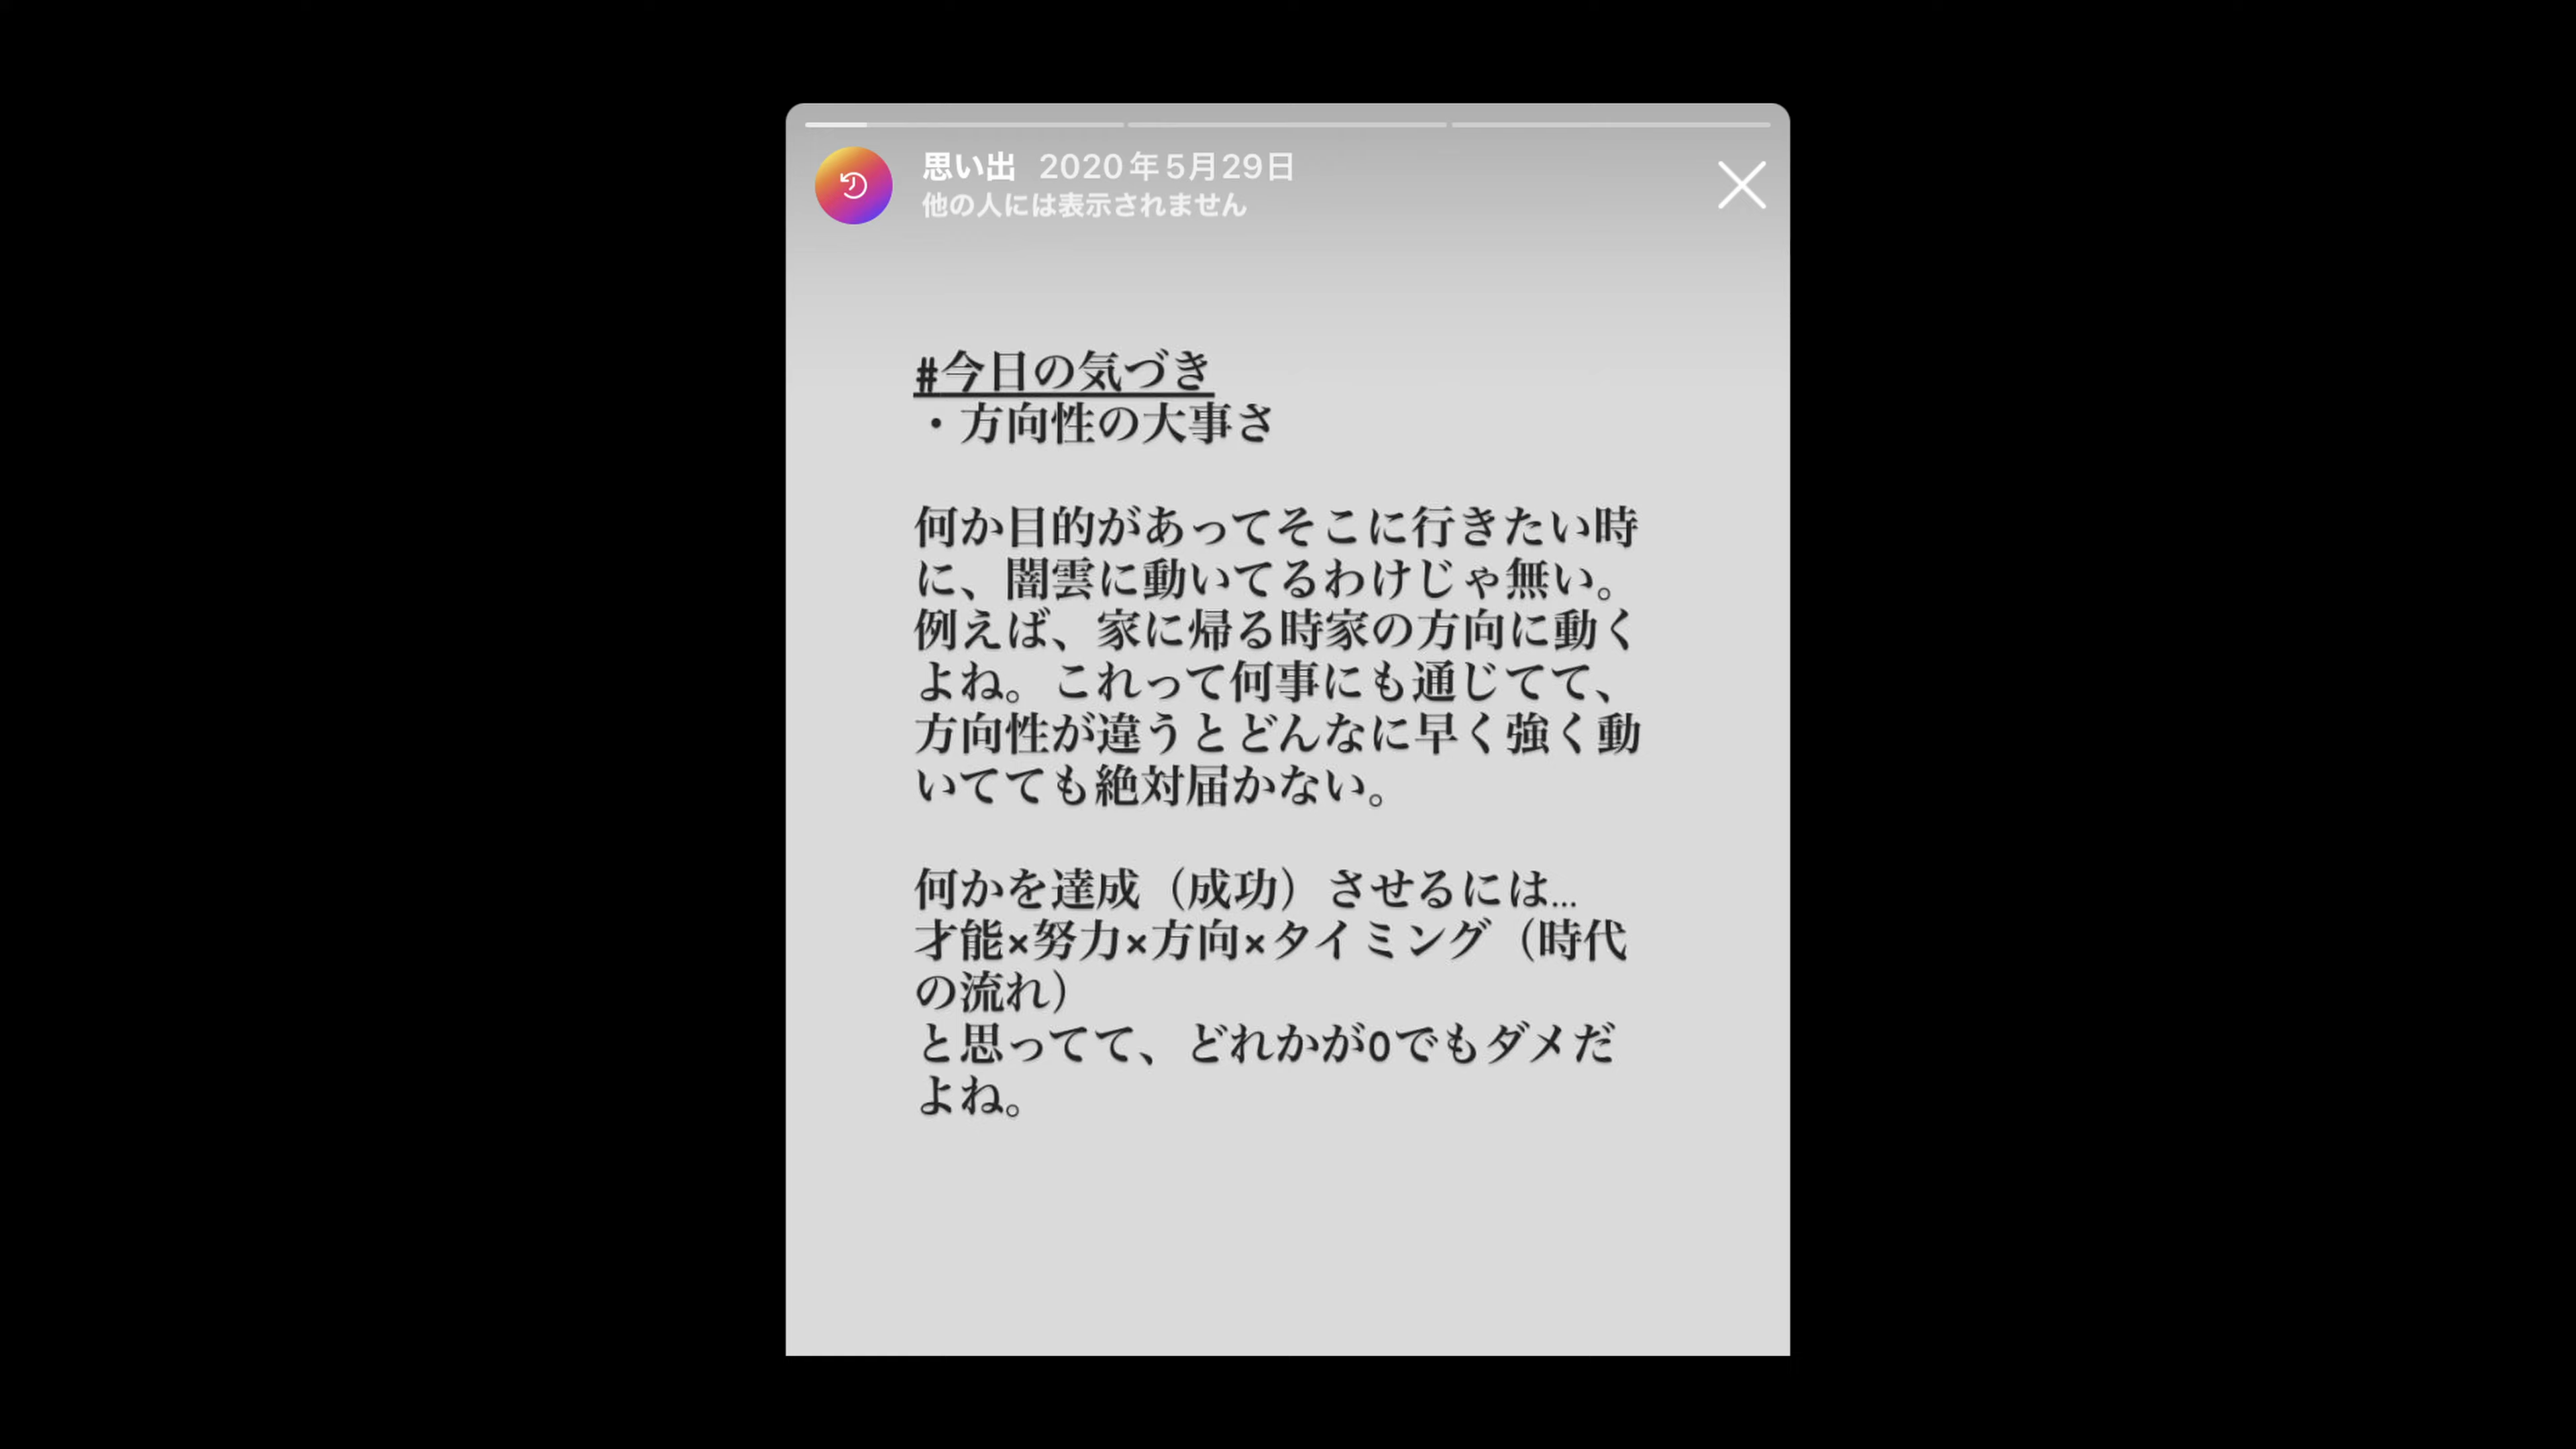 思い出 2020年5月29日
他の人には表示されません
#今日の気づき
・方向性の大事さ
何か目的があってそこに行きたい時
に、闇雲に動いてるわけじゃ無い。
例えば、家に帰る時家の方向に動く
よね。これって何事にも通じてて、
方向性が違うとどんなに早く強く動
いてても絶対届かない。
何かを達成（成功）させるには...
才能×努力×方向×タイミング（時代
の流れ）
と思ってて、どれかが0でもダメだ
よね。